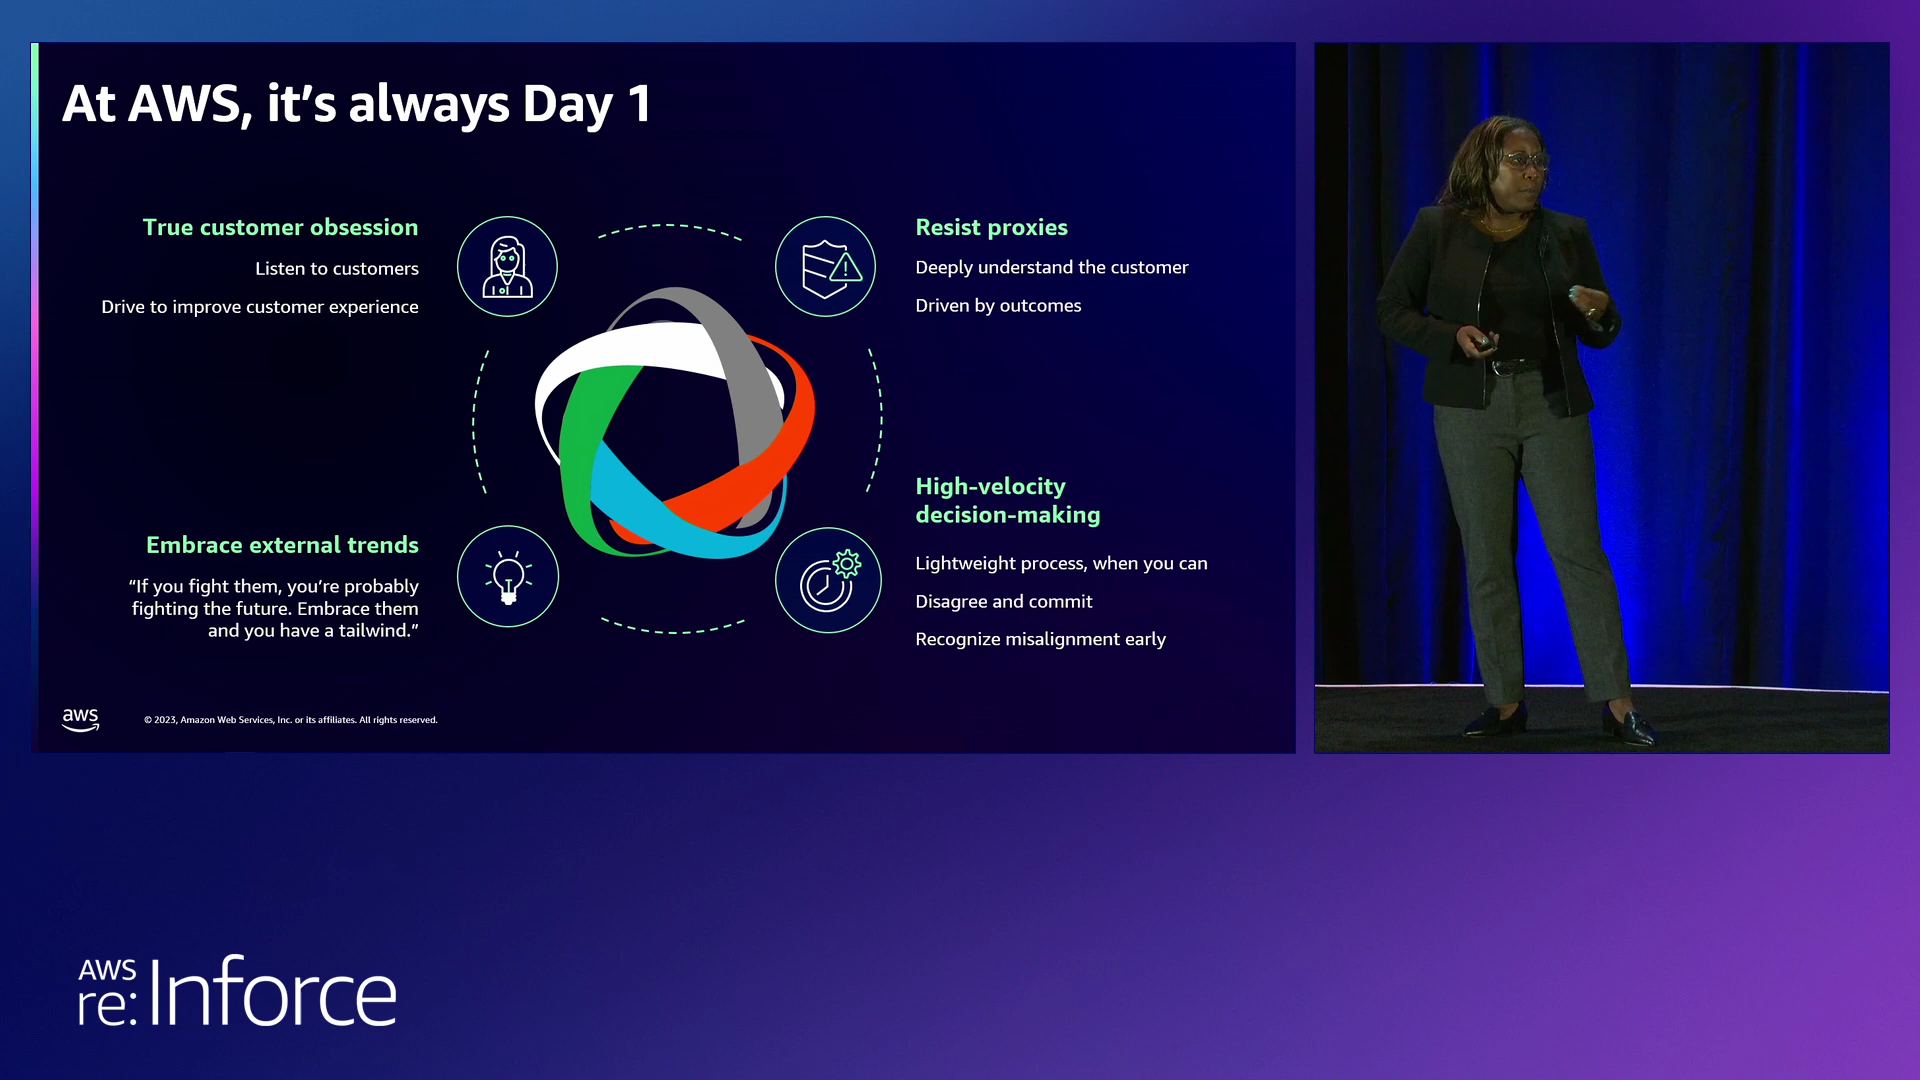 At AWS, it’s always Day 1
True customer obsession
Listen to customers
Drive to improve customer experience
Resist proxies
Deeply understand the customer
Driven by outcomes
Embrace external trends
“If you fight them, you’re probably
fighting the future. Embrace them
and you have a tailwind.”
High-velocity
decision-making
Lightweight process, when you can
Disagree and commit
Recognize misalignment early
aws
© 2023, Amazon Web Services, Inc. or its affiliates. All rights reserved.
AWS
re:Inforce